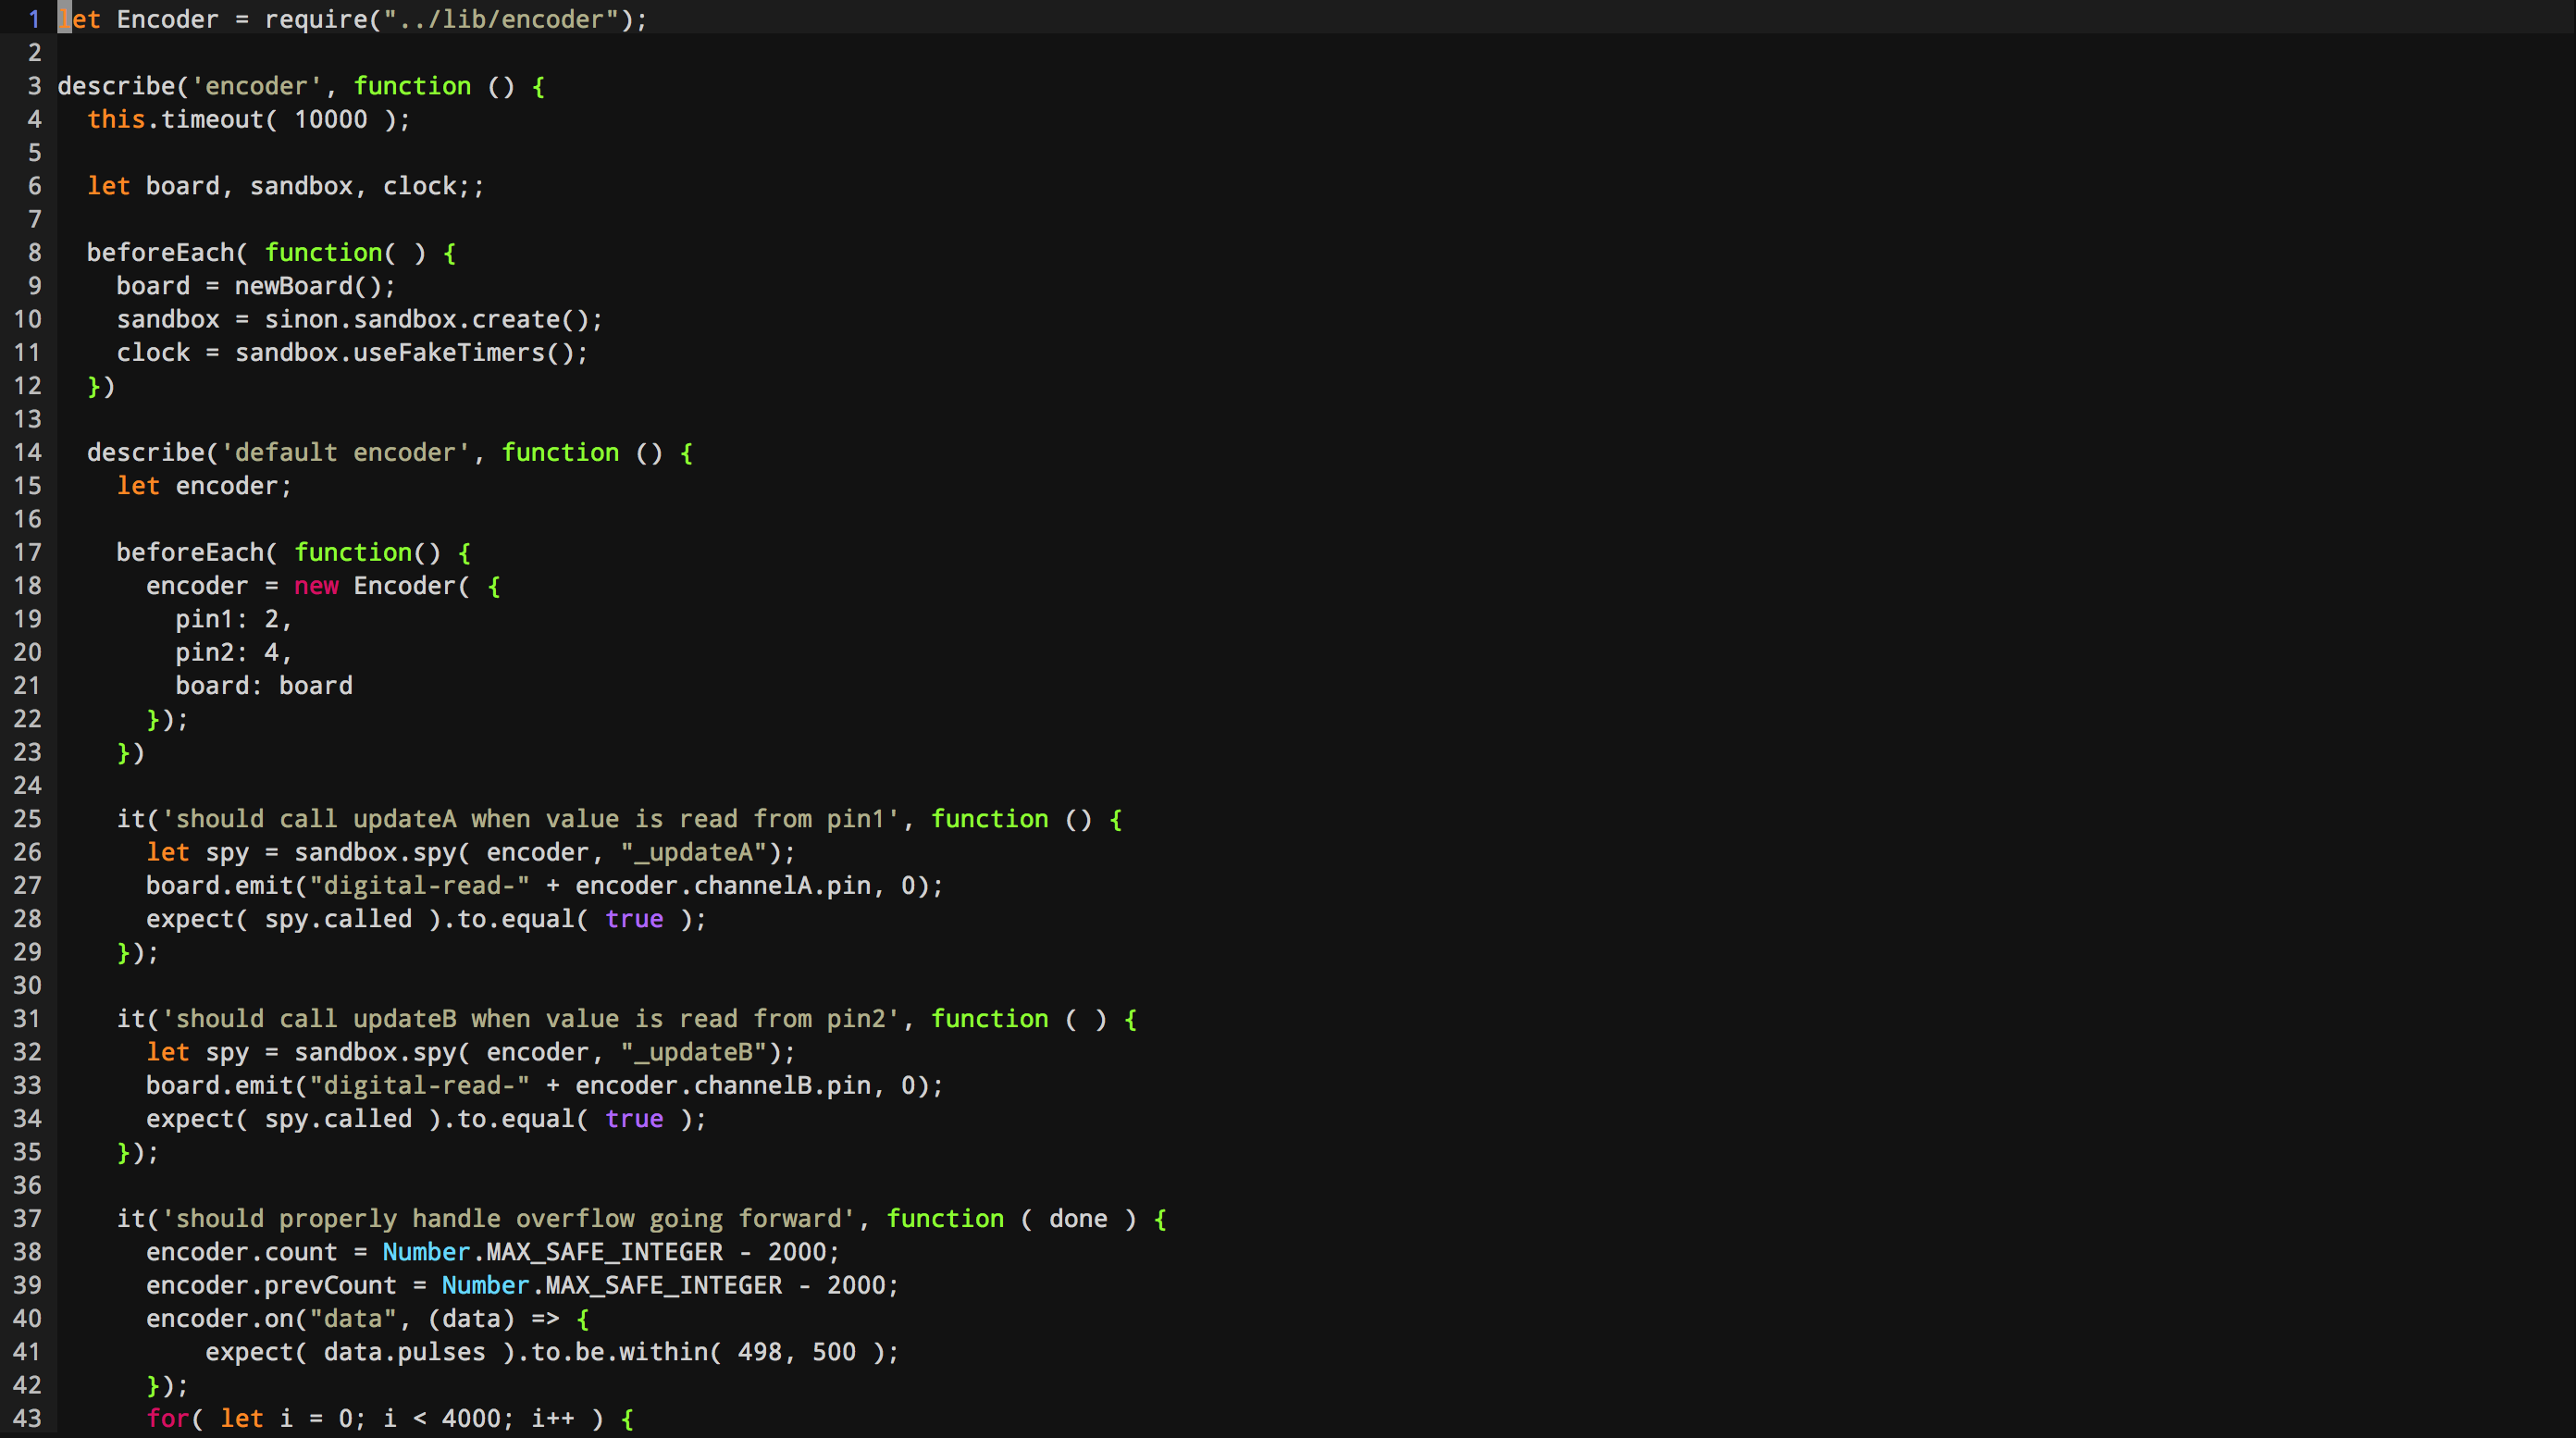 1 let Encoder = require("../lib/encoder");
2
3 describe('encoder', function () {
4   this.timeout( 10000 );
5
6   let board, sandbox, clock;;
7
8   beforeEach( function( ) {
9     board = newBoard();
10     sandbox = sinon.sandbox.create();
11     clock = sandbox.useFakeTimers();
12   })
13
14   describe('default encoder', function () {
15     let encoder;
16
17     beforeEach( function() {
18       encoder = new Encoder( {
19         pin1: 2,
20         pin2: 4,
21         board: board
22       });
23     })
24
25     it('should call updateA when value is read from pin1', function () {
26       let spy = sandbox.spy( encoder, "_updateA");
27       board.emit("digital-read-" + encoder.channelA.pin, 0);
28       expect( spy.called ).to.equal( true );
29     });
30
31     it('should call updateB when value is read from pin2', function ( ) {
32       let spy = sandbox.spy( encoder, "_updateB");
33       board.emit("digital-read-" + encoder.channelB.pin, 0);
34       expect( spy.called ).to.equal( true );
35     });
36
37     it('should properly handle overflow going forward', function ( done ) {
38       encoder.count = Number.MAX_SAFE_INTEGER - 2000;
39       encoder.prevCount = Number.MAX_SAFE_INTEGER - 2000;
40       encoder.on("data", (data) => {
41           expect( data.pulses ).to.be.within( 498, 500 );
42       });
43       for( let i = 0; i < 4000; i++ ) {